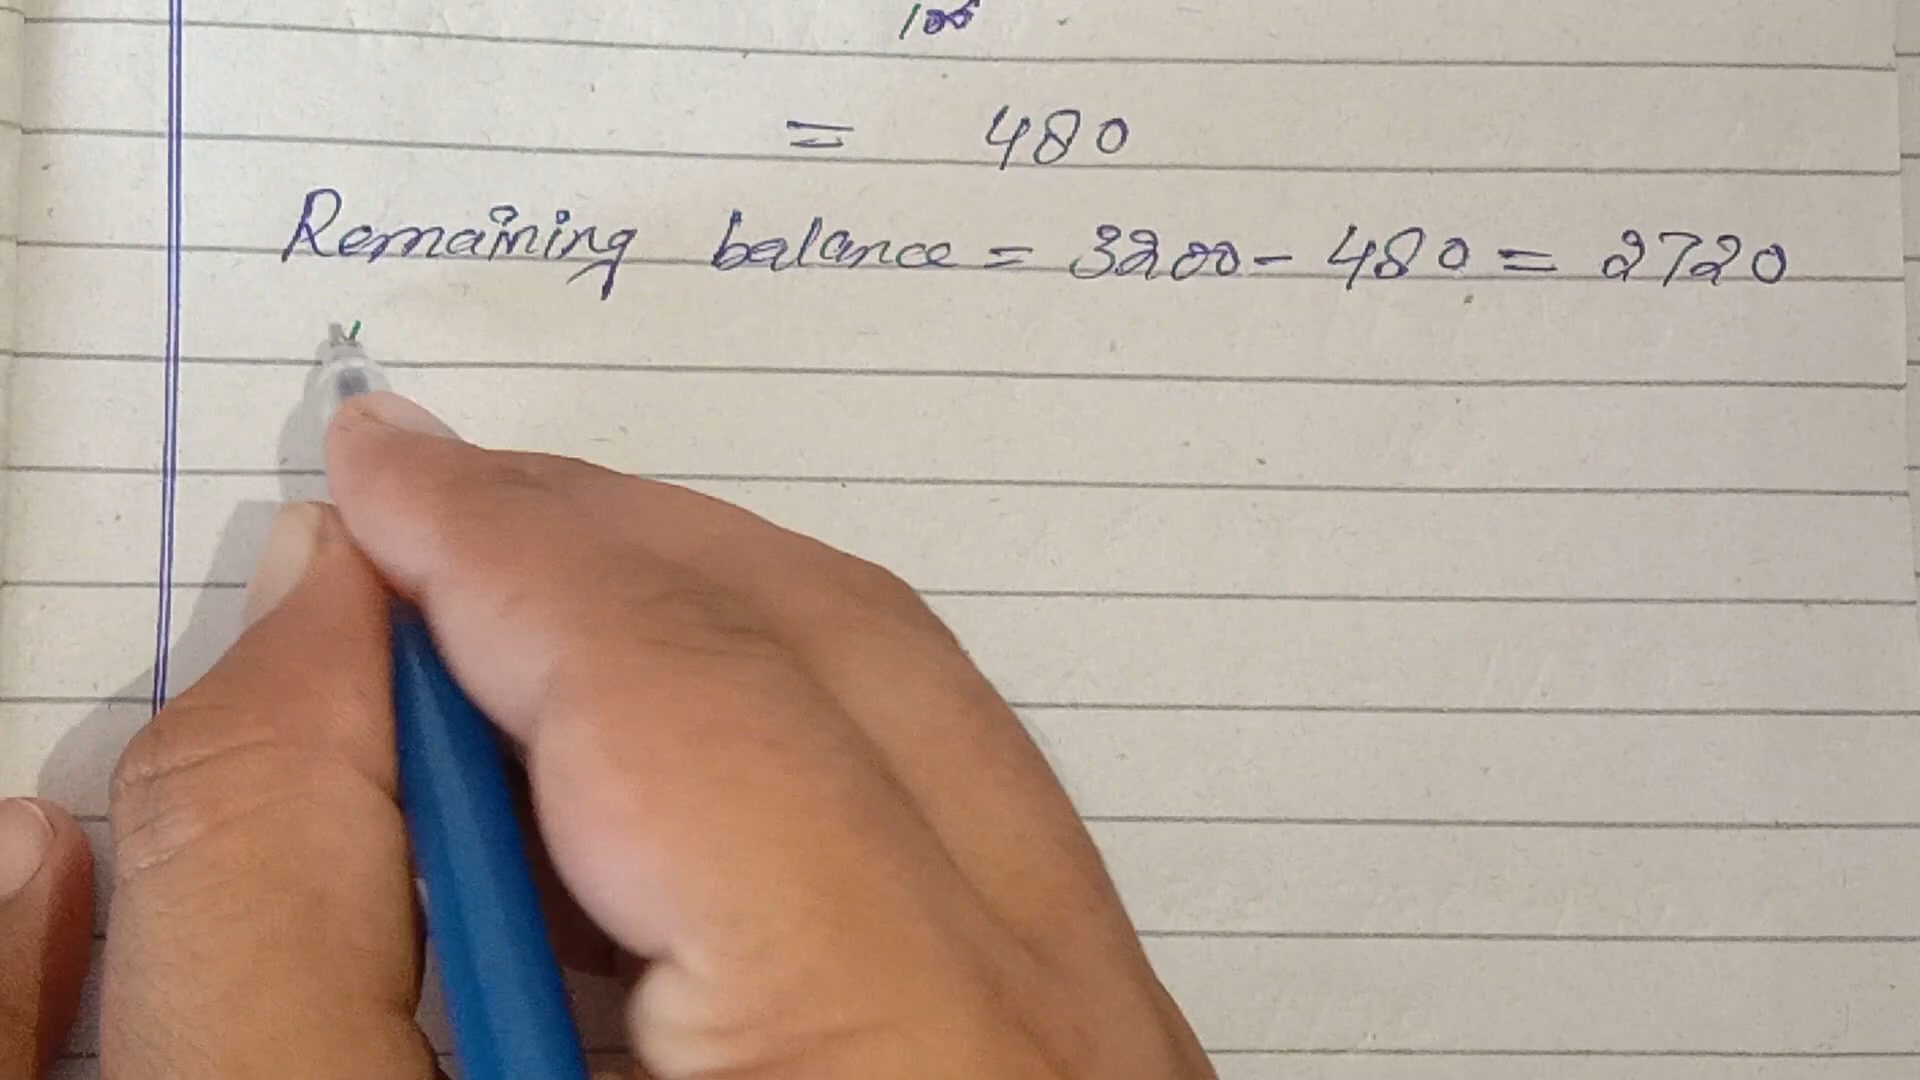 100
= 480
Remaining balance = 3200 - 480 = 2720